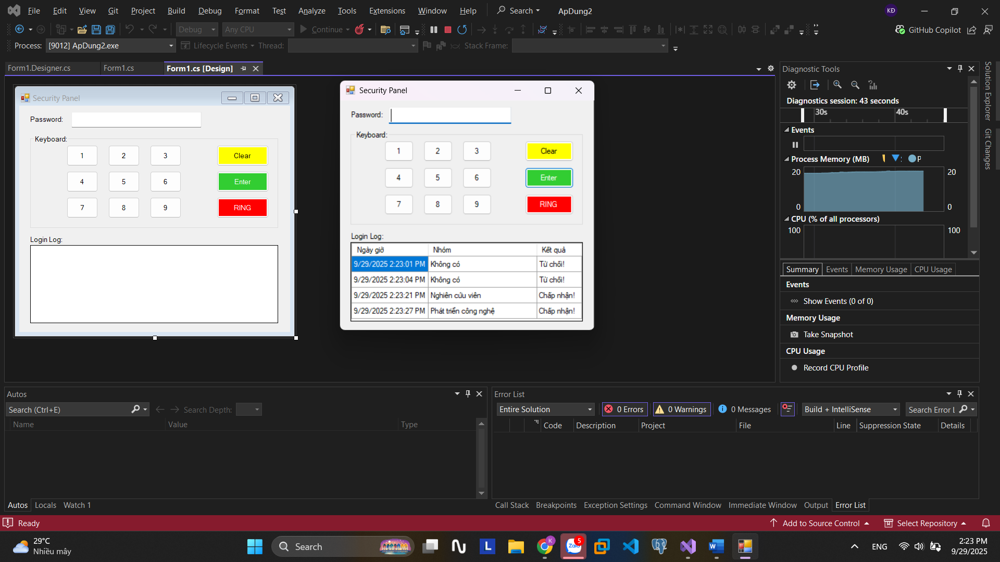 File Edit View Git Project Build Debug Format Test Analyze Tools Extensions Window Help Search ApDung2 KD
Debug Any CPU Continue GitHub Copilot
Process: [9012] ApDung2.exe Lifecycle Events Thread: Stack Frame:
Form1.Designer.cs Form1.cs Form1.cs [Design]
Security Panel
Password:
Keyboard:
1 2 3 Clear
4 5 6 Enter
7 8 9 RING
Login Log:
Security Panel
Password:
Keyboard:
1 2 3 Clear
4 5 6 Enter
7 8 9 RING
Login Log:
Ngày giờ Nhóm Kết quả
9/29/2025 2:23:01 PM Không có Từ chối!
9/29/2025 2:23:04 PM Không có Từ chối!
9/29/2025 2:23:21 PM Nghiên cứu viên Chấp nhận!
9/29/2025 2:23:27 PM Phát triển công nghệ Chấp nhận!
Diagnostic Tools
Diagnostics session: 43 seconds
30s 40s
Events
Process Memory (MB) P
20 20
0 0
CPU (% of all processors)
100 100
Summary Events Memory Usage CPU Usage
Events
Show Events (0 of 0)
Memory Usage
Take Snapshot
CPU Usage
Record CPU Profile
Solution Explorer
Git Changes
Autos
Search (Ctrl+E) Search Depth:
Name Value Type
Autos Locals Watch 1
Error List
Entire Solution 0 Errors 0 Warnings 0 Messages Build + IntelliSense Search Error L
Code Description Project File Line Suppression State Details
Call Stack Breakpoints Exception Settings Command Window Immediate Window Output Error List
Ready Add to Source Control Select Repository
29°C
Nhiều mây
Search
K
Zalo 5
L
W
ENG
2:23 PM
9/29/2025